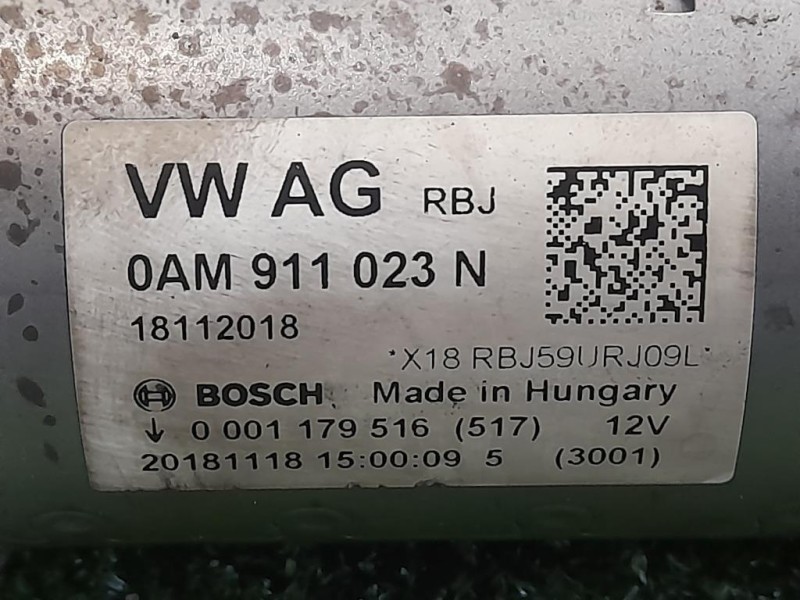 VW AG RBJ
0AM 911 023 N
18112018
*X18 RBJ59URJ09L*
BOSCH Made in Hungary
↓ 0 001 179 516 (517) 12V
20181118 15:00:09 5 (3001)